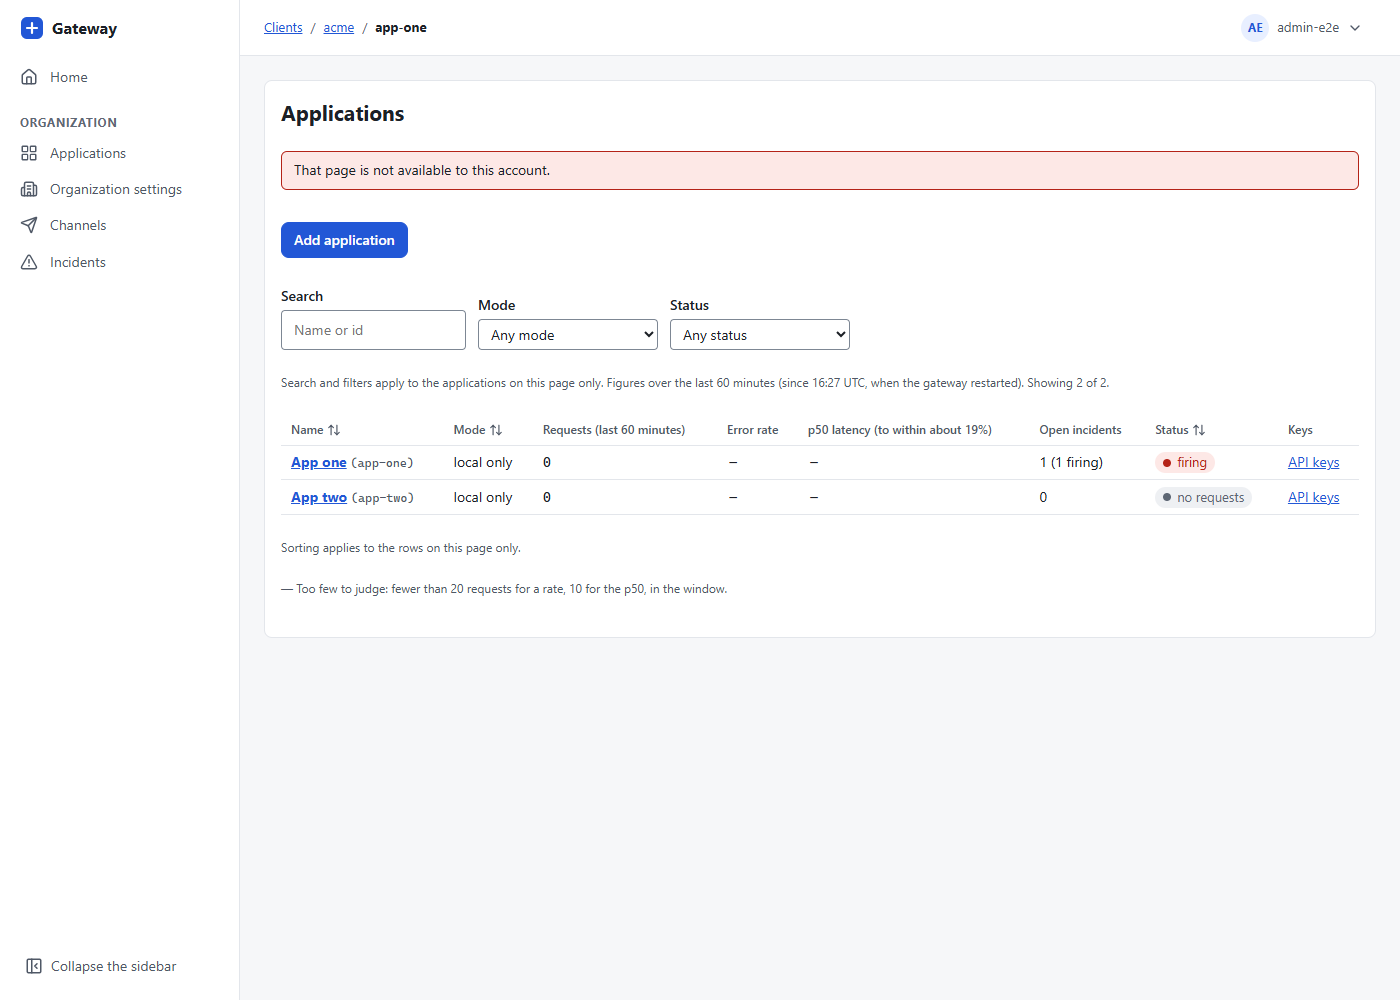 Gateway
Clients / acme / app-one
AE admin-e2e
Home
ORGANIZATION
Applications
Organization settings
Channels
Incidents
Collapse the sidebar
Applications
That page is not available to this account.
Add application
Search
Mode
Status
Name or id
Any mode
Any status
Search and filters apply to the applications on this page only. Figures over the last 60 minutes (since 16:27 UTC, when the gateway restarted). Showing 2 of 2.
Name Mode Requests (last 60 minutes) Error rate p50 latency (to within about 19%) Open incidents Status Keys
App one (app-one) local only 0 — — 1 (1 firing) firing API keys
App two (app-two) local only 0 — — 0 no requests API keys
Sorting applies to the rows on this page only.
— Too few to judge: fewer than 20 requests for a rate, 10 for the p50, in the window.